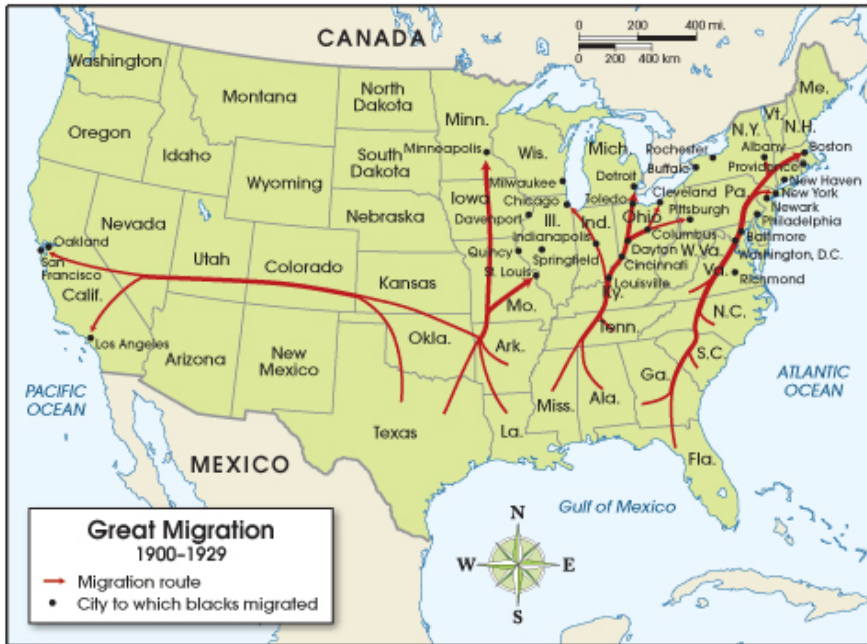 CANADA
0 200 400 mi.
0 200 400 km
Washington
Oregon
Idaho
Montana
Wyoming
North
Dakota
South
Dakota
Nebraska
Minn.
Minneapolis
Wis.
Milwaukee
Chicago
Mich.
Detroit
Toledo
Rochester
Buffalo
N.Y.
Albany
Vt.
N.H.
Me.
Boston
Providence
New Haven
New York
Newark
Philadelphia
Baltimore
Washington, D.C.
Richmond
Pa.
Cleveland
Pittsburgh
Ohio
Columbus
Dayton
Cincinnati
Louisville
W. Va.
Va.
Iowa
Davenport
Ill.
Ind.
Indianapolis
Quincy
Springfield
St. Louis
Mo.
Ky.
Tenn.
N.C.
S.C.
Ga.
Fla.
Ala.
Miss.
La.
Ark.
Okla.
Kansas
Colorado
Utah
Nevada
Oakland
San
Francisco
Calif.
Los Angeles
Arizona
New
Mexico
Texas
PACIFIC
OCEAN
ATLANTIC
OCEAN
MEXICO
Gulf of Mexico
N
W
E
S
Great Migration
1900–1929
Migration route
City to which blacks migrated